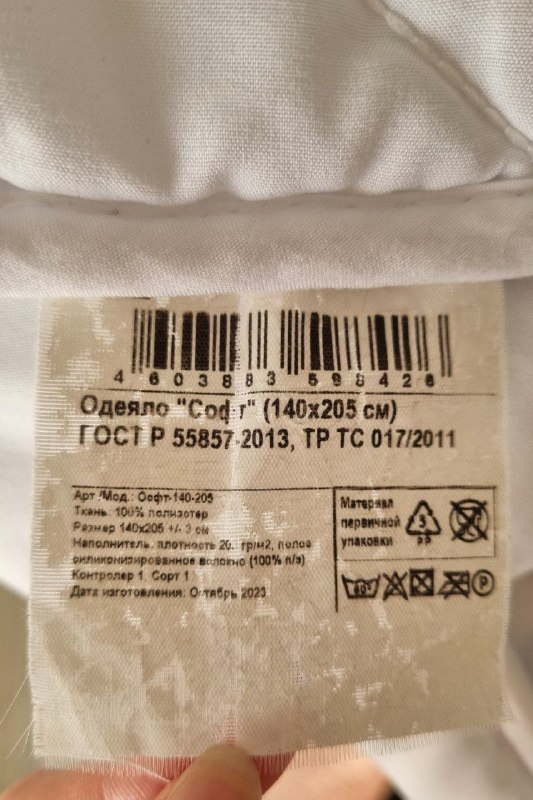 4 603883 598426
Одеяло "Софт" (140х205 см)
ГОСТ Р 55857-2013, ТР ТС 017/2011
Арт./Мод.: Софт-140-205
Ткань: 100% полиэтер
Размер 140х205 +/- 3 см
Наполнитель: плотность гр/м2, полое
силиконизированное волокно (100% п/э)
Контролер 1. Сорт 1
Дата изготовления: Октябрь 2023
Материал
первичной
упаковки
5
PP
60°
P